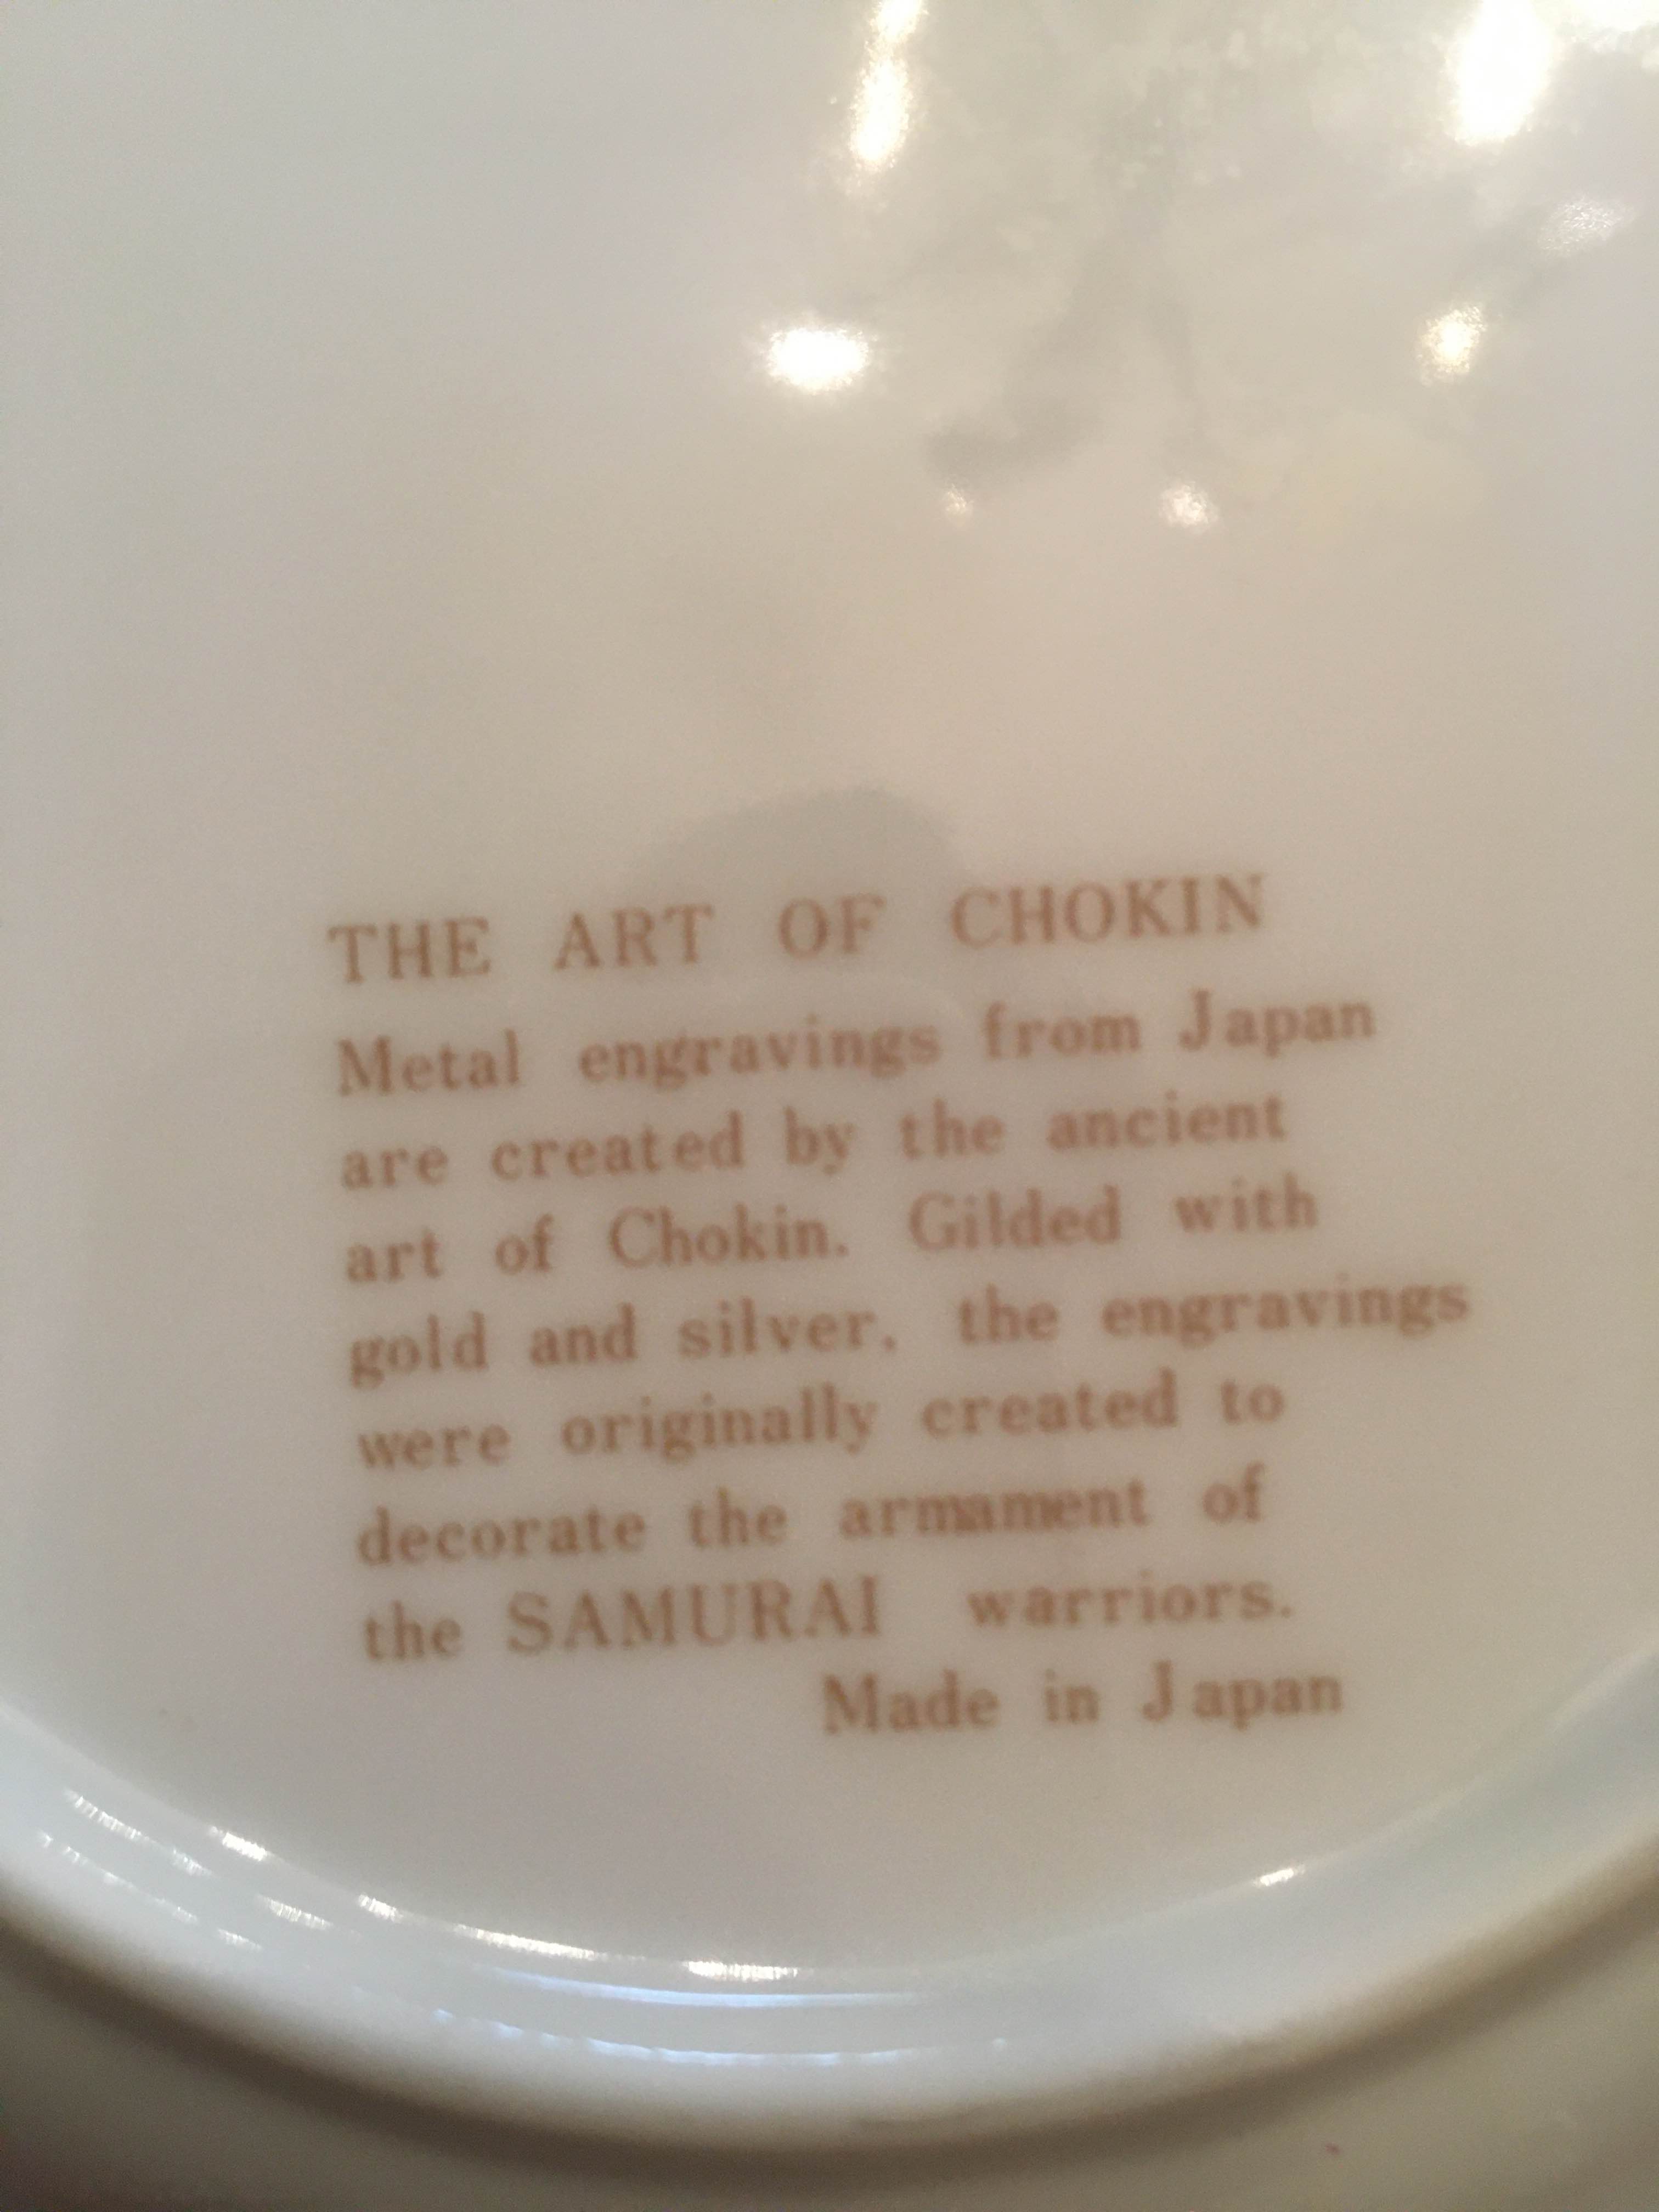 THE ART OF CHOKIN
Metal engravings from Japan
are created by the ancient
art of Chokin. Gilded with
gold and silver, the engravings
were originally created to
decorate the armament of
the SAMURAI warriors.
Made in Japan